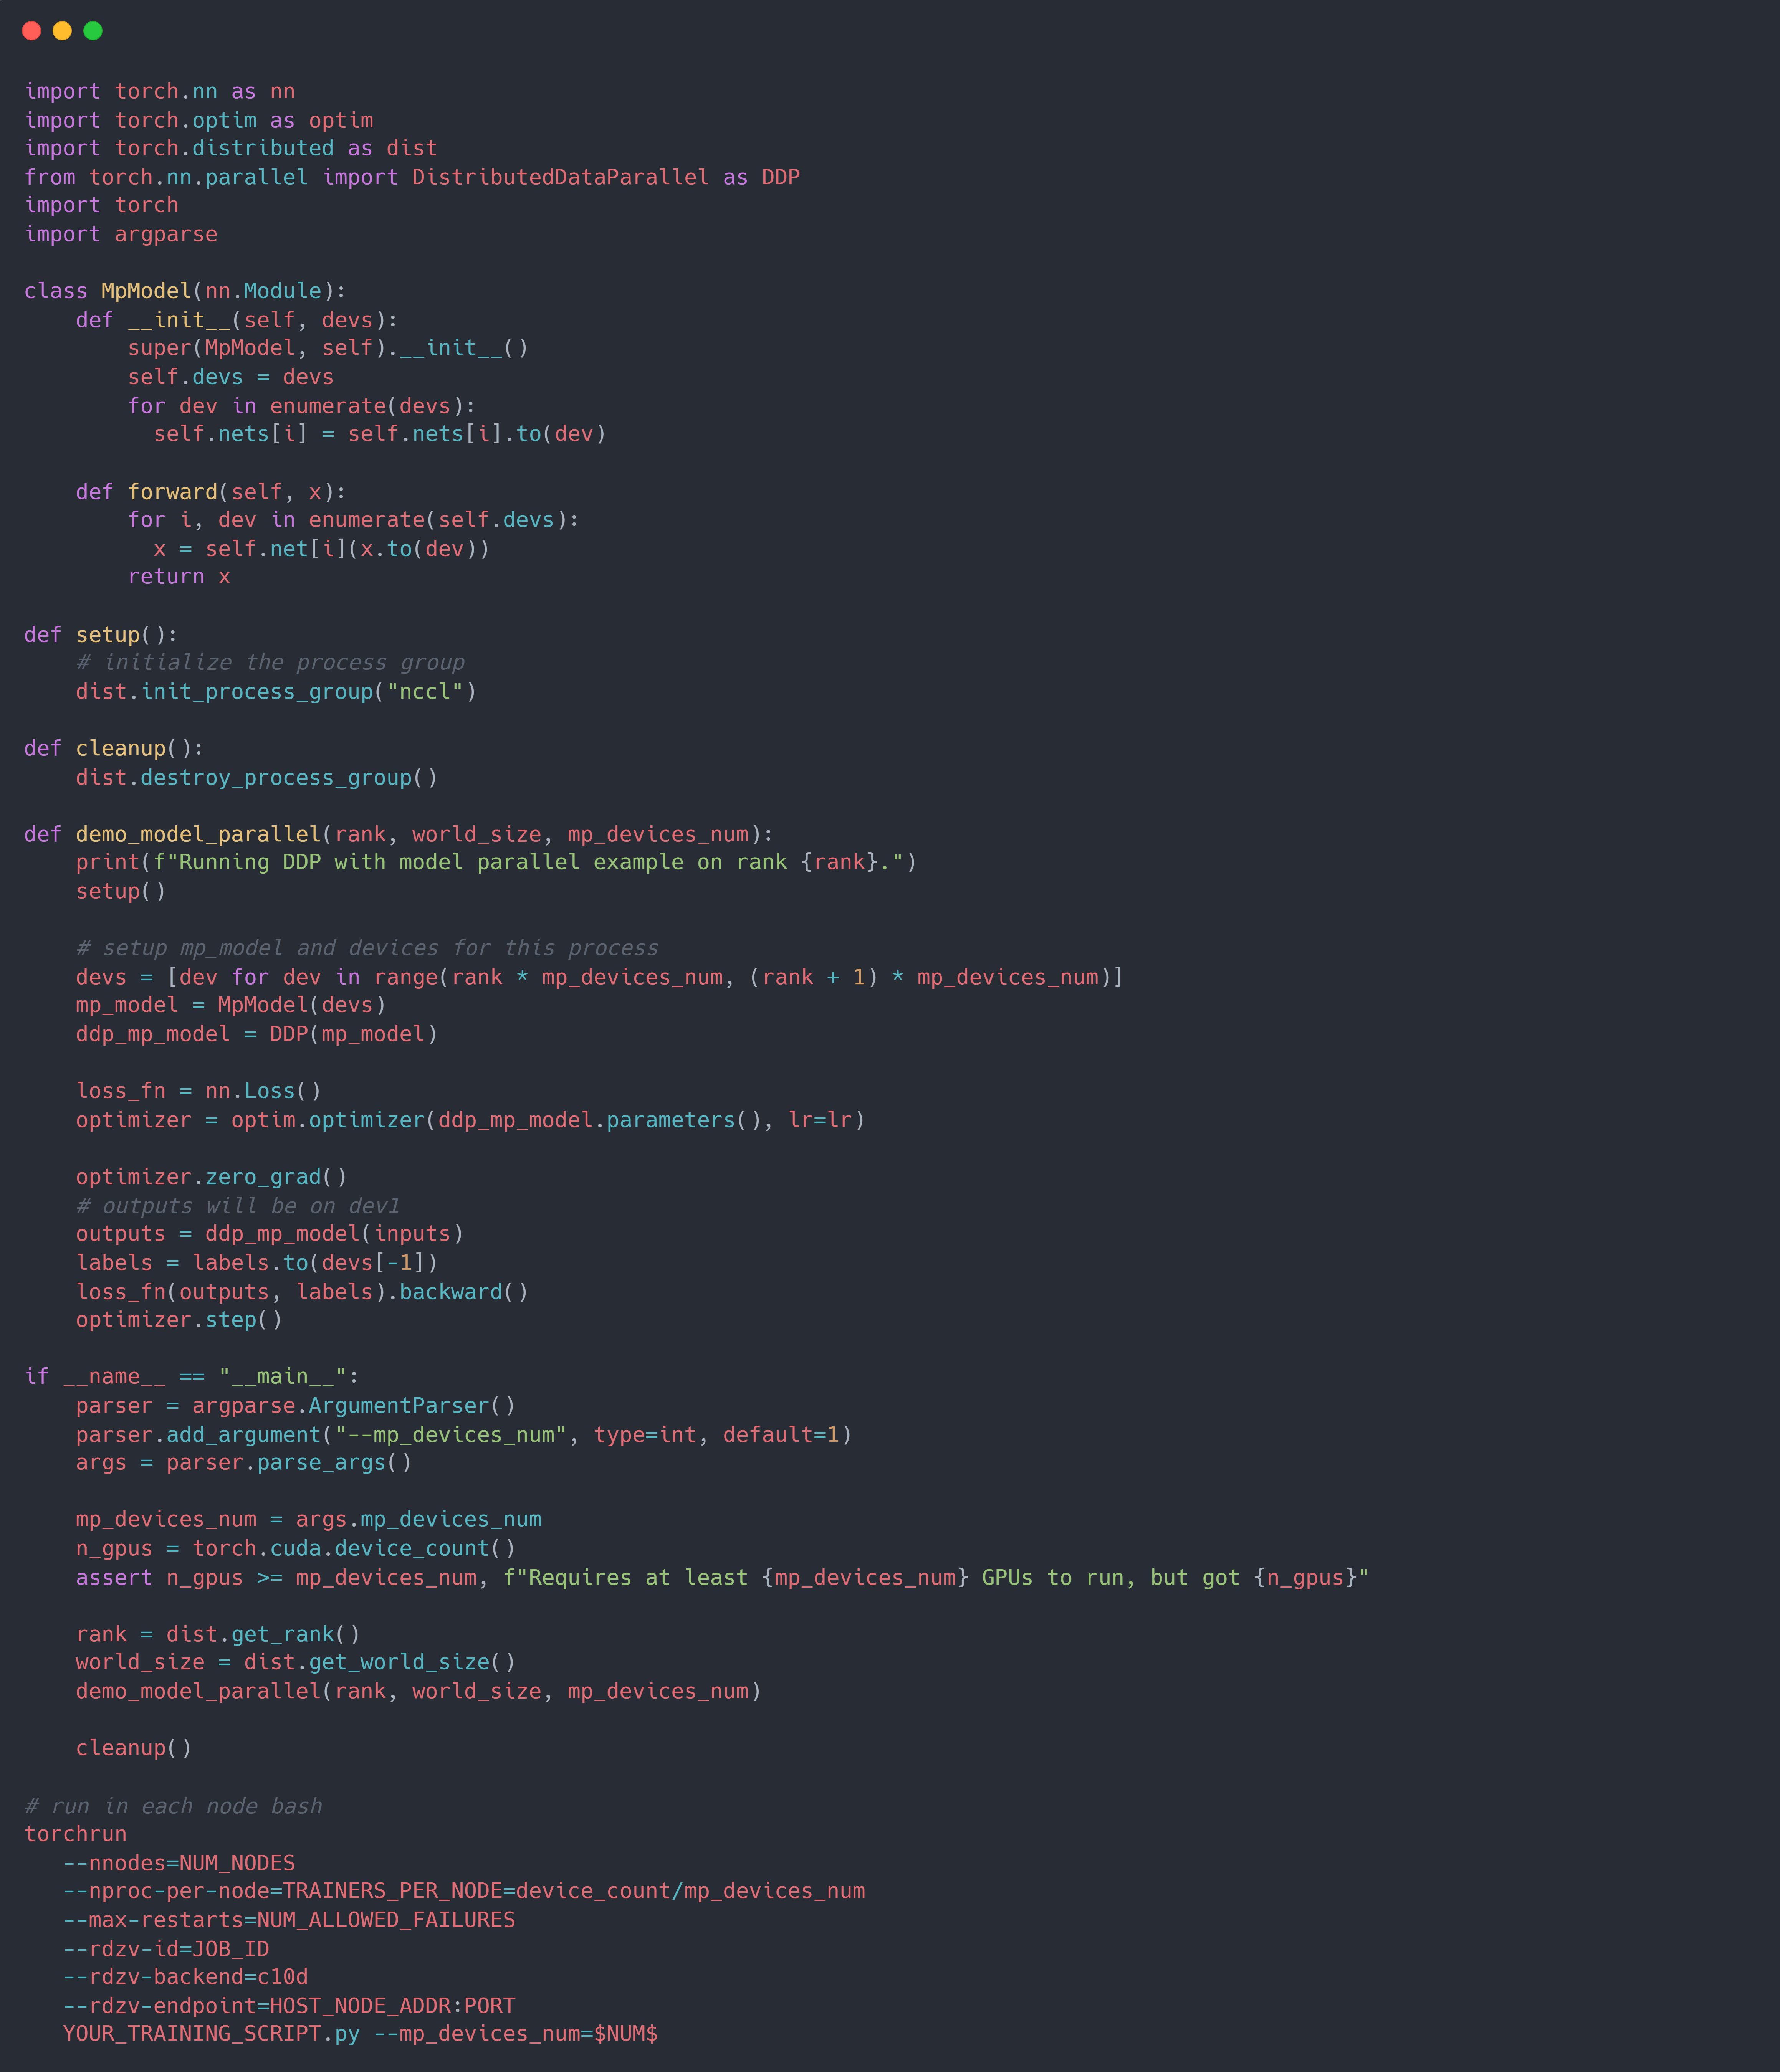 import torch.nn as nn
import torch.optim as optim
import torch.distributed as dist
from torch.nn.parallel import DistributedDataParallel as DDP
import torch
import argparse

class MpModel(nn.Module):
    def __init__(self, devs):
        super(MpModel, self).__init__()
        self.devs = devs
        for dev in enumerate(devs):
          self.nets[i] = self.nets[i].to(dev)

    def forward(self, x):
        for i, dev in enumerate(self.devs):
          x = self.net[i](x.to(dev))
        return x

def setup():
    # initialize the process group
    dist.init_process_group("nccl")

def cleanup():
    dist.destroy_process_group()

def demo_model_parallel(rank, world_size, mp_devices_num):
    print(f"Running DDP with model parallel example on rank {rank}.")
    setup()

    # setup mp_model and devices for this process
    devs = [dev for dev in range(rank * mp_devices_num, (rank + 1) * mp_devices_num)]
    mp_model = MpModel(devs)
    ddp_mp_model = DDP(mp_model)

    loss_fn = nn.Loss()
    optimizer = optim.optimizer(ddp_mp_model.parameters(), lr=lr)

    optimizer.zero_grad()
    # outputs will be on dev1
    outputs = ddp_mp_model(inputs)
    labels = labels.to(devs[-1])
    loss_fn(outputs, labels).backward()
    optimizer.step()

if __name__ == "__main__":
    parser = argparse.ArgumentParser()
    parser.add_argument("--mp_devices_num", type=int, default=1)
    args = parser.parse_args()

    mp_devices_num = args.mp_devices_num
    n_gpus = torch.cuda.device_count()
    assert n_gpus >= mp_devices_num, f"Requires at least {mp_devices_num} GPUs to run, but got {n_gpus}"

    rank = dist.get_rank()
    world_size = dist.get_world_size()
    demo_model_parallel(rank, world_size, mp_devices_num)

    cleanup()

# run in each node bash
torchrun
   --nnodes=NUM_NODES
   --nproc-per-node=TRAINERS_PER_NODE=device_count/mp_devices_num
   --max-restarts=NUM_ALLOWED_FAILURES
   --rdzv-id=JOB_ID
   --rdzv-backend=c10d
   --rdzv-endpoint=HOST_NODE_ADDR:PORT
   YOUR_TRAINING_SCRIPT.py --mp_devices_num=$NUM$